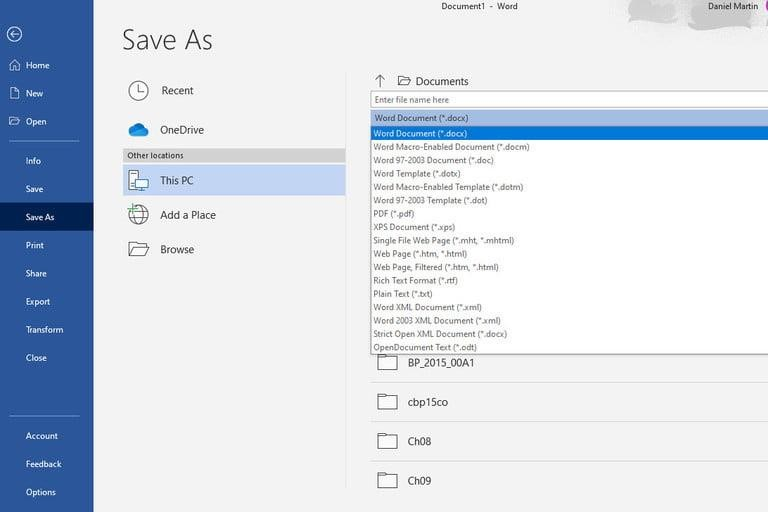 Document1 - Word
Daniel Martin
Home
New
Open
Info
Save
Save As
Print
Share
Export
Transform
Close
Account
Feedback
Options
Save As
Recent
OneDrive
Other locations
This PC
Add a Place
Browse
Documents
Enter file name here
Word Document (*.docx)
Word Document (*.docx)
Word Macro-Enabled Document (*.docm)
Word 97-2003 Document (*.doc)
Word Template (*.dotx)
Word Macro-Enabled Template (*.dotm)
Word 97-2003 Template (*.dot)
PDF (*.pdf)
XPS Document (*.xps)
Single File Web Page (*.mht, *.mhtml)
Web Page (*.htm, *.html)
Web Page, Filtered (*.htm, *.html)
Rich Text Format (*.rtf)
Plain Text (*.txt)
Word XML Document (*.xml)
Word 2003 XML Document (*.xml)
Strict Open XML Document (*.docx)
OpenDocument Text (*.odt)
BP_2015_00A1
cbp15co
Ch08
Ch09